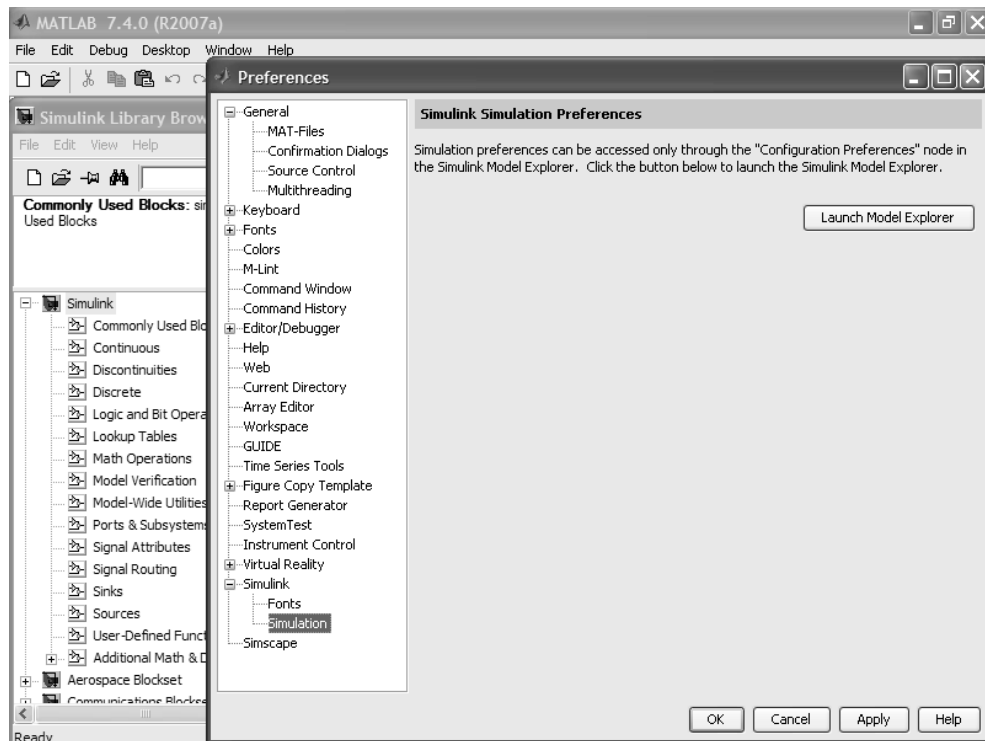 MATLAB 7.4.0 (R2007a)
File Edit Debug Desktop Window Help
Simulink Library Brow
File Edit View Help
Commonly Used Blocks: sim
Used Blocks
Simulink
Commonly Used Blo
Continuous
Discontinuities
Discrete
Logic and Bit Opera
Lookup Tables
Math Operations
Model Verification
Model-Wide Utilities
Ports & Subsystems
Signal Attributes
Signal Routing
Sinks
Sources
User-Defined Funct
Additional Math & D
Aerospace Blockset
Communications Blockse
Ready
Preferences
General
MAT-Files
Confirmation Dialogs
Source Control
Multithreading
Keyboard
Fonts
Colors
M-Lint
Command Window
Command History
Editor/Debugger
Help
Web
Current Directory
Array Editor
Workspace
GUIDE
Time Series Tools
Figure Copy Template
Report Generator
SystemTest
Instrument Control
Virtual Reality
Simulink
Fonts
Simulation
Simscape
Simulink Simulation Preferences
Simulation preferences can be accessed only through the "Configuration Preferences" node in
the Simulink Model Explorer. Click the button below to launch the Simulink Model Explorer.
Launch Model Explorer
OK Cancel Apply Help